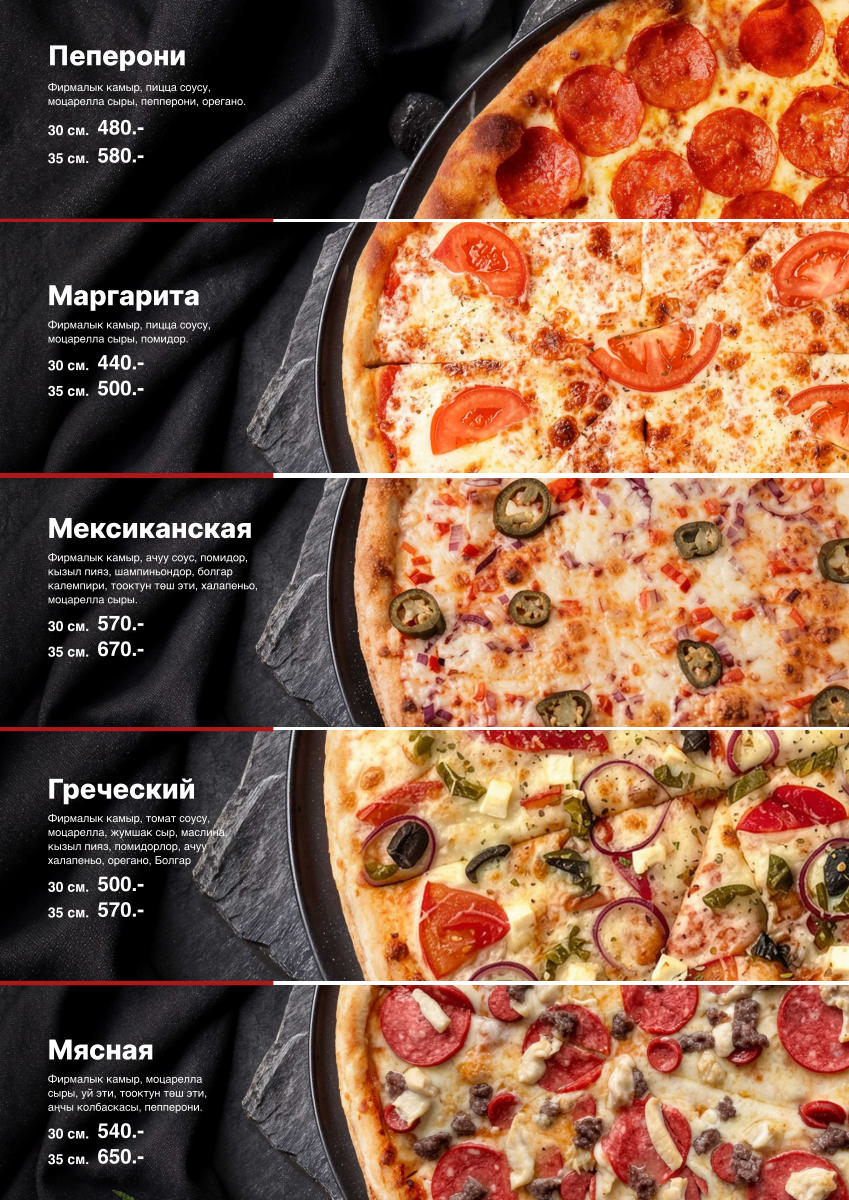 Пеперони
Фирмалык камыр, пицца соусу,
моцарелла сыры, пепперони, орегано.
30 см. 480.-
35 см. 580.-
Маргарита
Фирмалык камыр, пицца соусу,
моцарелла сыры, помидор.
30 см. 440.-
35 см. 500.-
Мексиканская
Фирмалык камыр, ачуу соус, помидор,
кызыл пияз, шампиньондор, болгар
калемпири, тооктун төш эти, халапеньо,
моцарелла сыры.
30 см. 570.-
35 см. 670.-
Греческий
Фирмалык камыр, томат соусу,
моцарелла, жумшак сыр, маслина,
кызыл пияз, помидорлор, ачуу
халапеньо, орегано, Болгар
30 см. 500.-
35 см. 570.-
Мясная
Фирмалык камыр, моцарелла
сыры, уй эти, тооктун төш эти,
аңчы колбаскасы, пепперони.
30 см. 540.-
35 см. 650.-